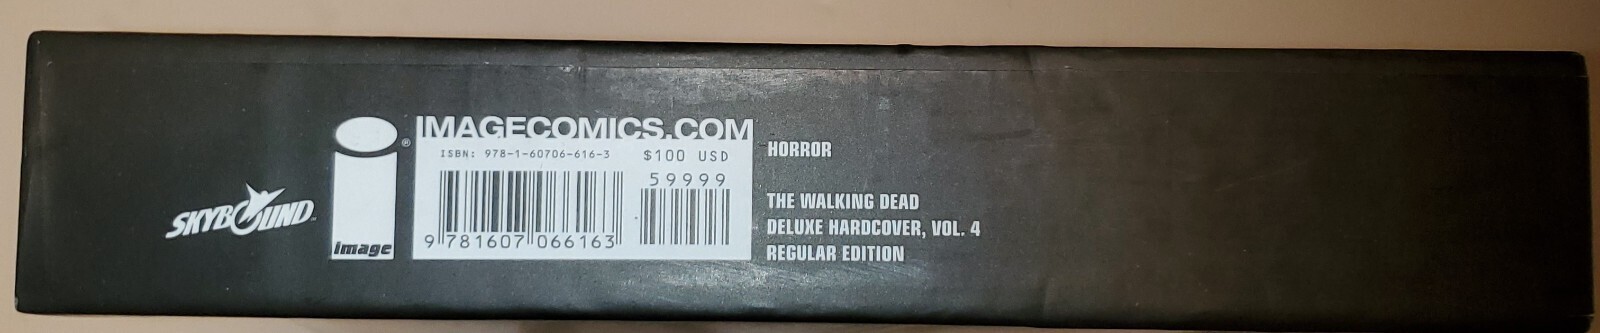 SKYBOUND
image
IMAGECOMICS.COM
ISBN: 978-1-60706-616-3 $100 USD
59999
9 781607 066163
HORROR
THE WALKING DEAD
DELUXE HARDCOVER, VOL. 4
REGULAR EDITION